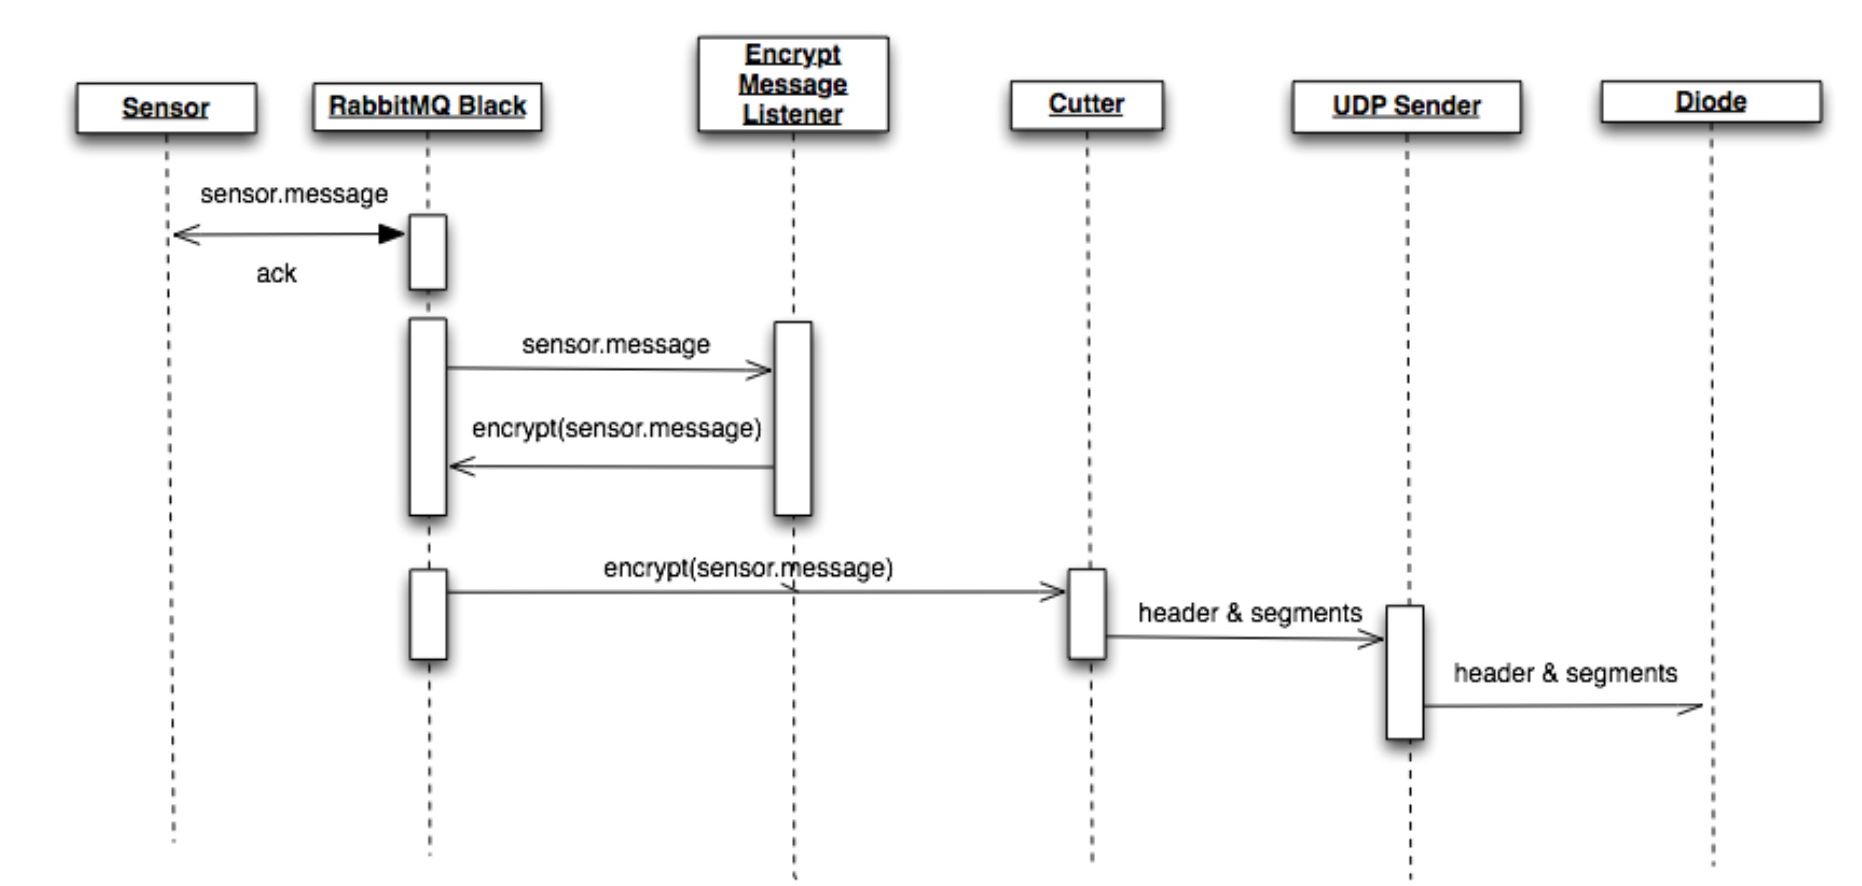 Sensor
RabbitMQ Black
Encrypt
Message
Listener
Cutter
UDP Sender
Diode
sensor.message
ack
sensor.message
encrypt(sensor.message)
encrypt(sensor.message)
header & segments
header & segments